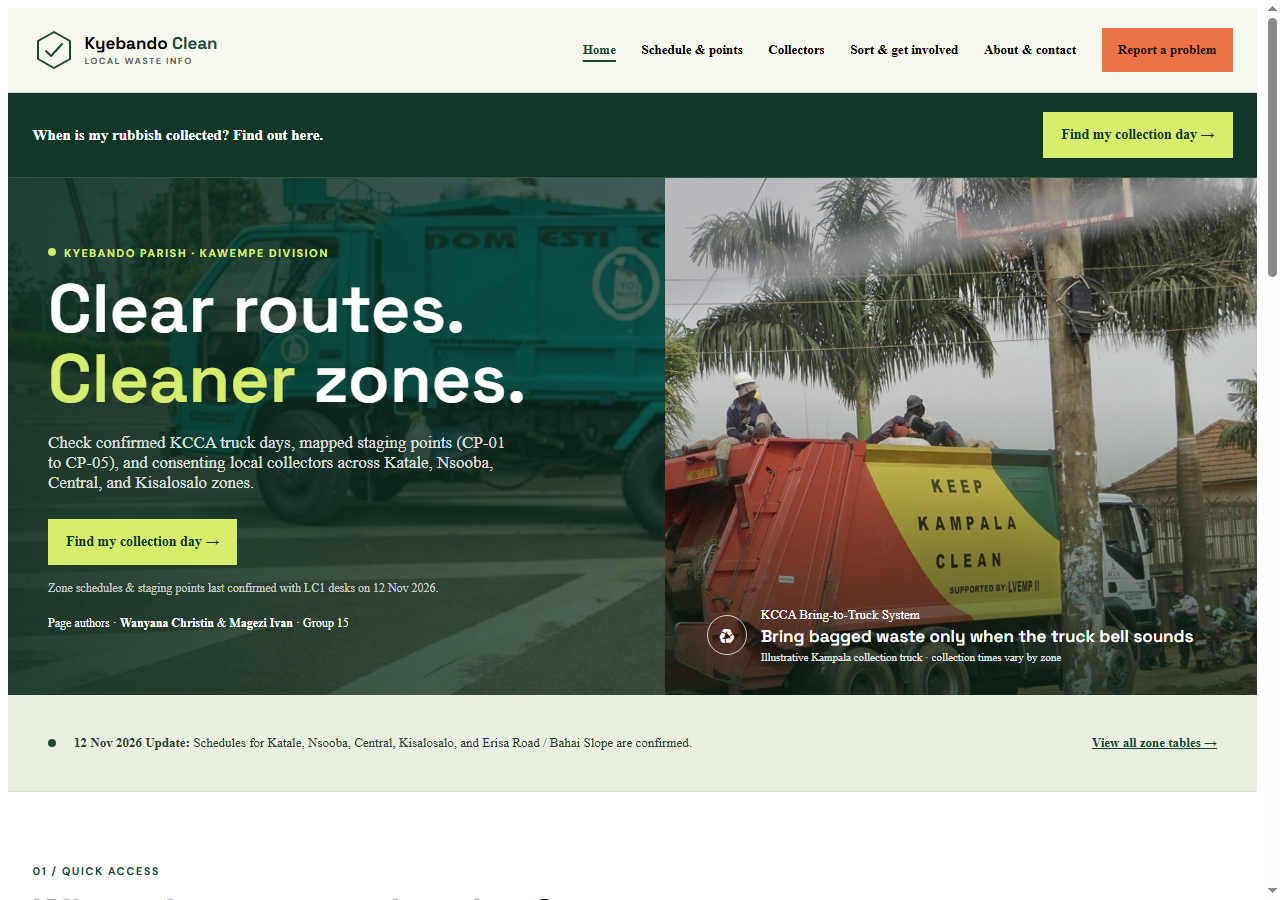 Kyebando Clean
LOCAL WASTE INFO
Home
Schedule & points
Collectors
Sort & get involved
About & contact
Report a problem
When is my rubbish collected? Find out here.
Find my collection day →
KYEBANDO PARISH · KAWEMPE DIVISION
Clear routes.
Cleaner zones.
Check confirmed KCCA truck days, mapped staging points (CP-01
to CP-05), and consenting local collectors across Katale, Nsooba,
Central, and Kisalosalo zones.
Find my collection day →
Zone schedules & staging points last confirmed with LC1 desks on 12 Nov 2026.
Page authors · Wanyana Christin & Magezi Ivan · Group 15
DOM ESTI C
YO
WASTE
KEEP
KAMPALA
CLEAN
SUPPORTED BY: LVEMP II
KCCA Bring-to-Truck System
Bring bagged waste only when the truck bell sounds
Illustrative Kampala collection truck · collection times vary by zone
12 Nov 2026 Update: Schedules for Katale, Nsooba, Central, Kisalosalo, and Erisa Road / Bahai Slope are confirmed.
View all zone tables →
01 / QUICK ACCESS